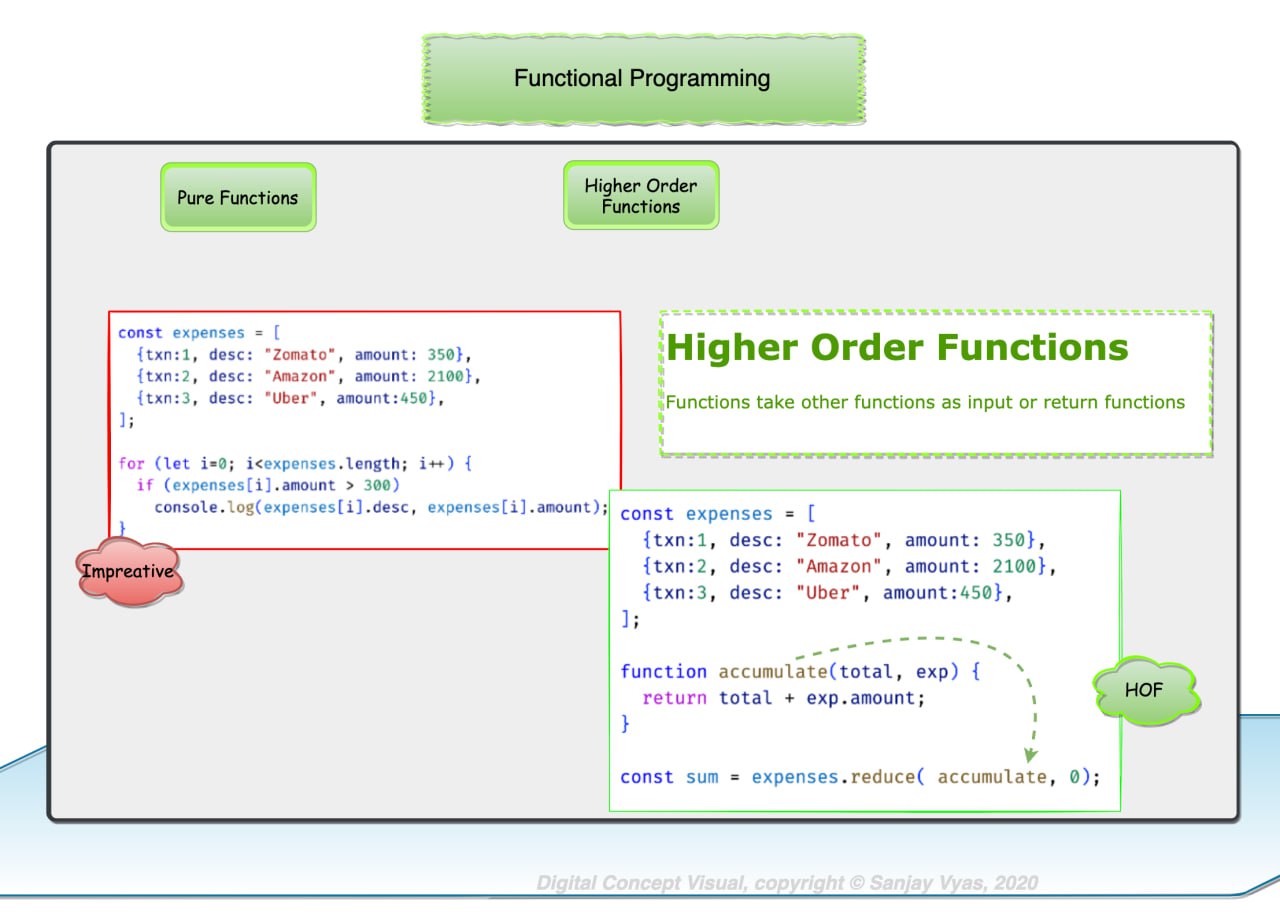 Functional Programming
Pure Functions
Higher Order
Functions
const expenses = [
  {txn:1, desc: "Zomato", amount: 350},
  {txn:2, desc: "Amazon", amount: 2100},
  {txn:3, desc: "Uber", amount:450},
];

for (let i=0; i<expenses.length; i++) {
  if (expenses[i].amount > 300)
    console.log(expenses[i].desc, expenses[i].amount);
}
Impreative
Higher Order Functions
Functions take other functions as input or return functions
const expenses = [
  {txn:1, desc: "Zomato", amount: 350},
  {txn:2, desc: "Amazon", amount: 2100},
  {txn:3, desc: "Uber", amount:450},
];

function accumulate(total, exp) {
  return total + exp.amount;
}

const sum = expenses.reduce( accumulate, 0);
HOF
Digital Concept Visual, copyright © Sanjay Vyas, 2020